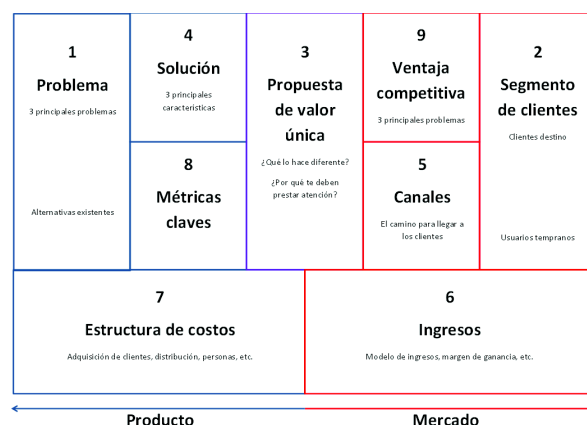 1
Problema
3 principales problemas
Alternativas existentes
4
Solución
3 principales
características
8
Métricas
claves
3
Propuesta
de valor
única
¿Qué lo hace diferente?
¿Por qué te deben
prestar atención?
9
Ventaja
competitiva
3 principales problemas
5
Canales
El camino para llegar a
los clientes
2
Segmento
de clientes
Clientes destino
Usuarios tempranos
7
Estructura de costos
Adquisición de clientes, distribución, personas, etc.
6
Ingresos
Modelo de ingresos, margen de ganancia, etc.
Producto
Mercado